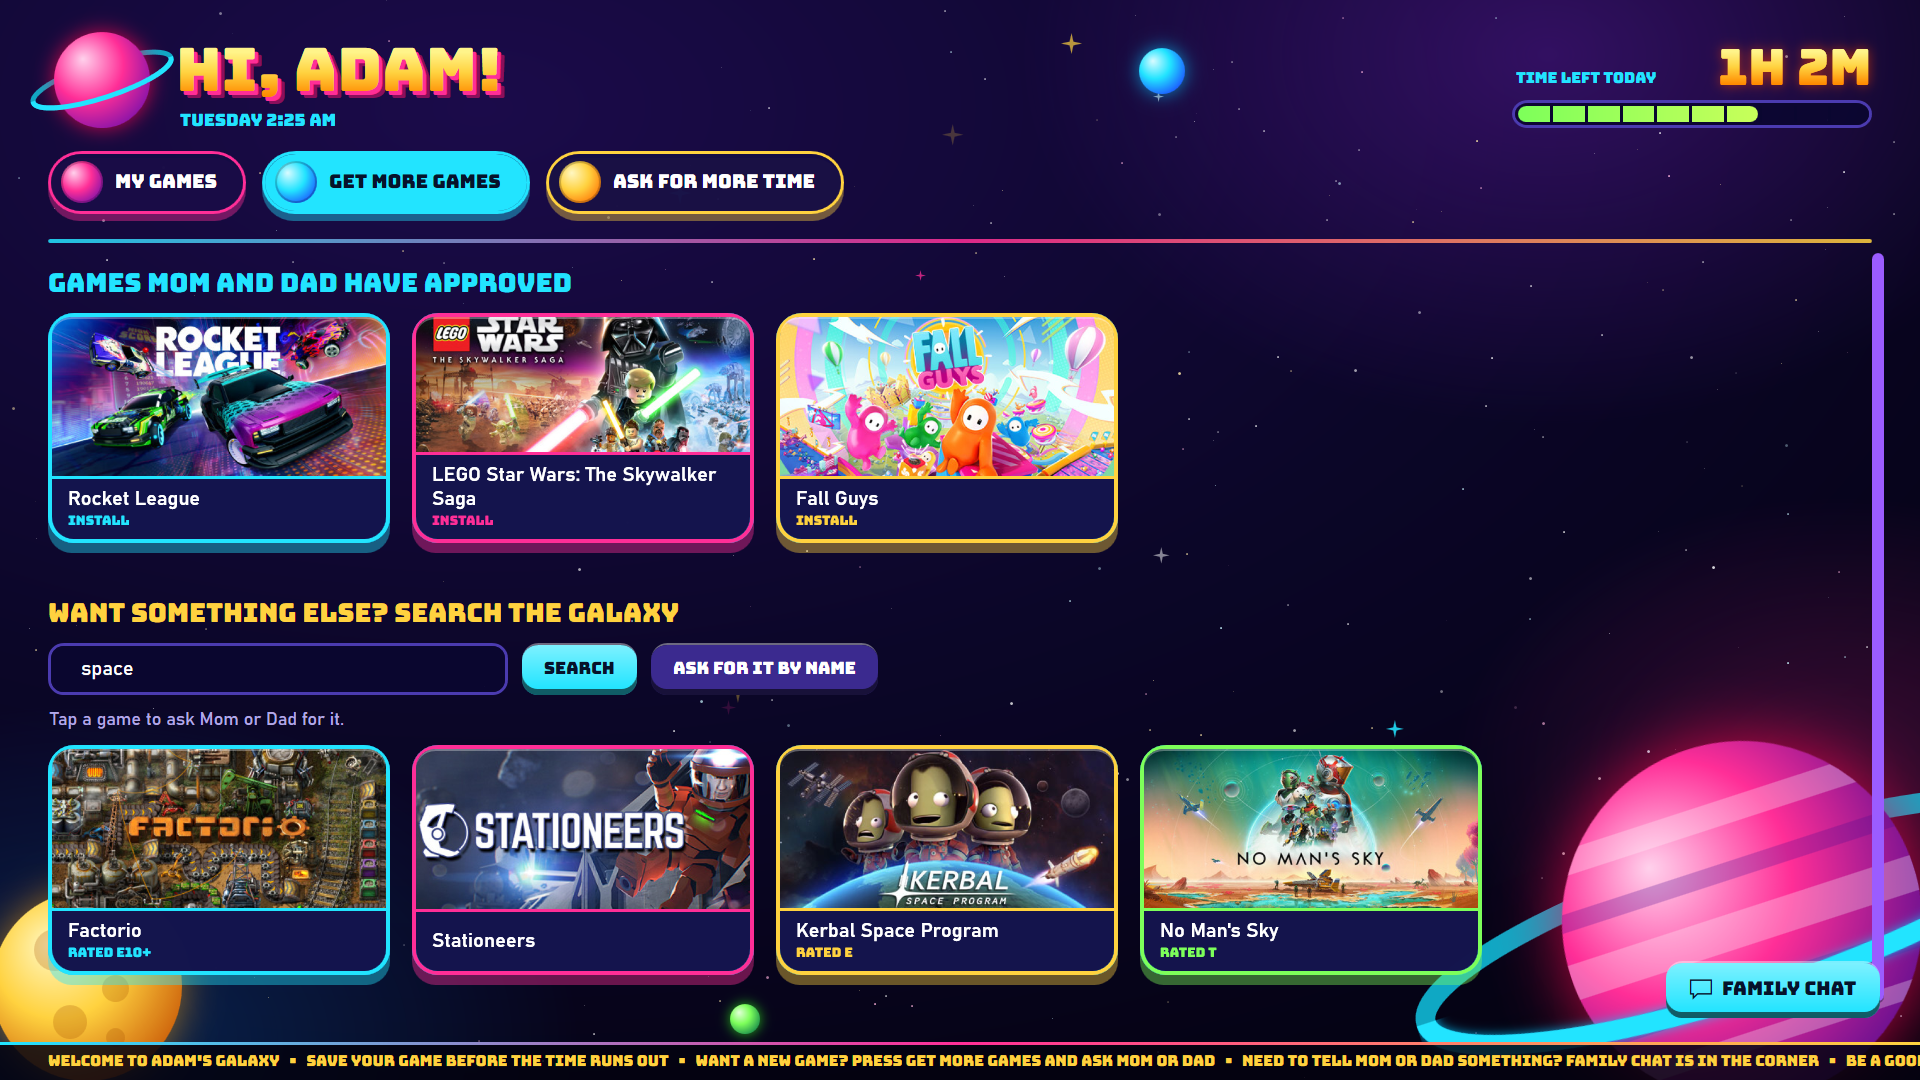 HI, ADAM!
TUESDAY 2:25 AM
TIME LEFT TODAY
1H 2M
MY GAMES
GET MORE GAMES
ASK FOR MORE TIME
GAMES MOM AND DAD HAVE APPROVED
ROCKET
LEAGUE
Rocket League
INSTALL
LEGO STAR WARS
THE SKYWALKER SAGA
LEGO Star Wars: The Skywalker
Saga
INSTALL
FALL
GUYS
Fall Guys
INSTALL
WANT SOMETHING ELSE? SEARCH THE GALAXY
space
SEARCH
ASK FOR IT BY NAME
Tap a game to ask Mom or Dad for it.
FACTORIO
Factorio
RATED E10+
STATIONEERS
Stationeers
KERBAL
SPACE PROGRAM
Kerbal Space Program
RATED E
NO MAN'S SKY
No Man's Sky
RATED T
FAMILY CHAT
WELCOME TO ADAM'S GALAXY ▪ SAVE YOUR GAME BEFORE THE TIME RUNS OUT ▪ WANT A NEW GAME? PRESS GET MORE GAMES AND ASK MOM OR DAD ▪ NEED TO TELL MOM OR DAD SOMETHING? FAMILY CHAT IS IN THE CORNER ▪ BE A